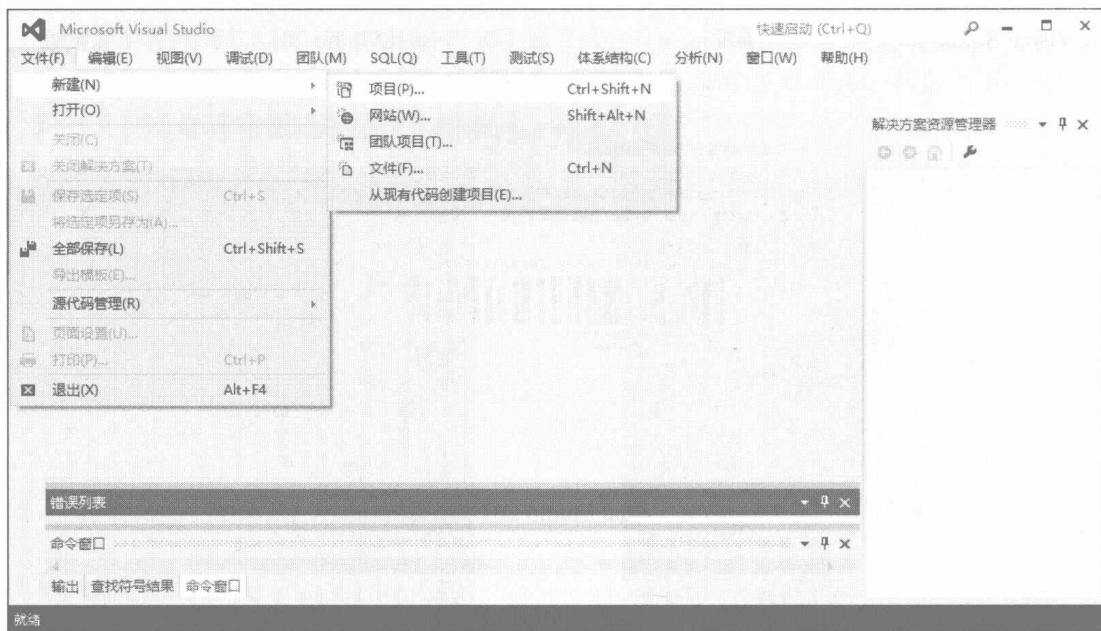 Microsoft Visual Studio
快速启动 (Ctrl+Q)
文件(F) 编辑(E) 视图(V) 调试(D) 团队(M) SQL(Q) 工具(T) 测试(S) 体系结构(C) 分析(N) 窗口(W) 帮助(H)
新建(N)
打开(O)
关闭(C)
关闭解决方案(T)
保存选定项(S) Ctrl+S
将选定项另存为(A)...
全部保存(L) Ctrl+Shift+S
导出模板(E)...
源代码管理(R)
页面设置(U)...
打印(P)... Ctrl+P
退出(X) Alt+F4
项目(P)... Ctrl+Shift+N
网站(W)... Shift+Alt+N
团队项目(T)...
文件(F)... Ctrl+N
从现有代码创建项目(E)...
解决方案资源管理器
错误列表
命令窗口
输出 查找符号结果 命令窗口
就绪